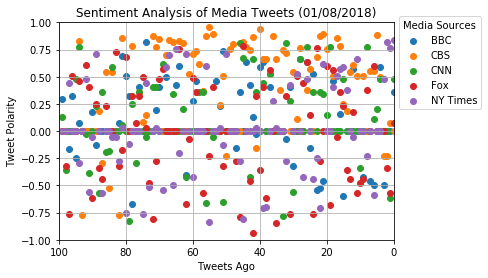 Sentiment Analysis of Media Tweets (01/08/2018)
Media Sources
BBC
CBS
CNN
Fox
NY Times
Tweet Polarity
1.00
0.75
0.50
0.25
0.00
−0.25
−0.50
−0.75
−1.00
100 80 60 40 20 0
Tweets Ago